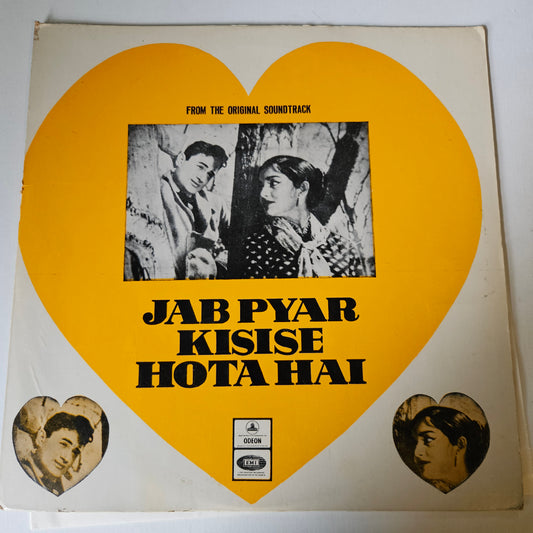 FROM THE ORIGINAL SOUNDTRACK
JAB PYAR
KISISE
HOTA HAI
ODEON
EMI